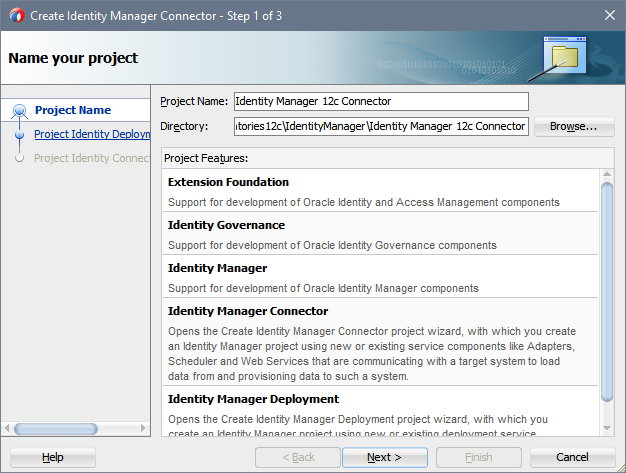 Create Identity Manager Connector - Step 1 of 3
Name your project
0101010101010101010101
010101010
Project Name
Project Identity Deploym
Project Identity Connec
Project Name: Identity Manager 12c Connector
Directory: tories12c\IdentityManager\Identity Manager 12c Connector Browse...
Project Features:
Extension Foundation
Support for development of Oracle Identity and Access Management components
Identity Governance
Support for development of Oracle Identity Governance components
Identity Manager
Support for development of Oracle Identity Manager components
Identity Manager Connector
Opens the Create Identity Manager Connector project wizard, with which you create
an Identity Manager project using new or existing service components like Adapters,
Scheduler and Web Services that are communicating with a target system to load
data from and provisioning data to such a system.
Identity Manager Deployment
Opens the Create Identity Manager Deployment project wizard, with which you
create an Identity Manager project using new or existing deployment service
Help < Back Next > Finish Cancel